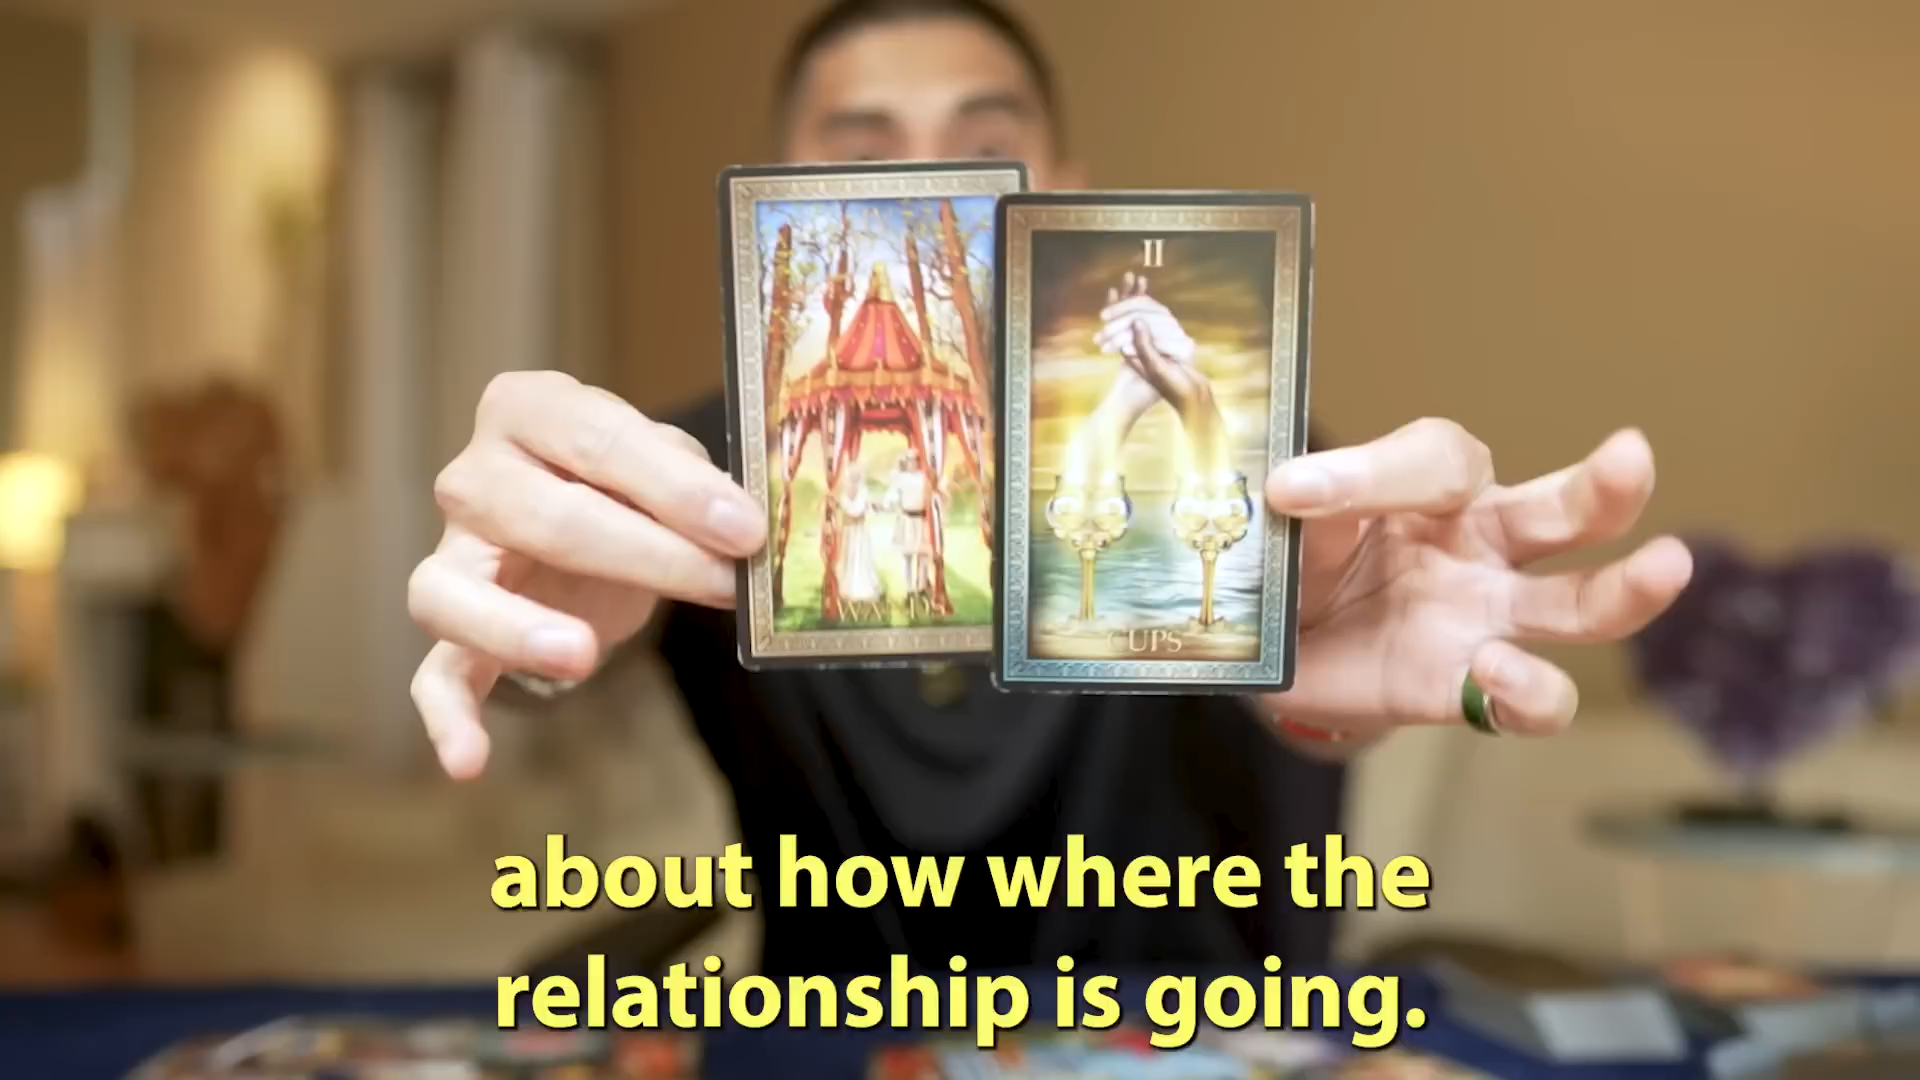 II
WANDS
CUPS
about how where the
relationship is going.